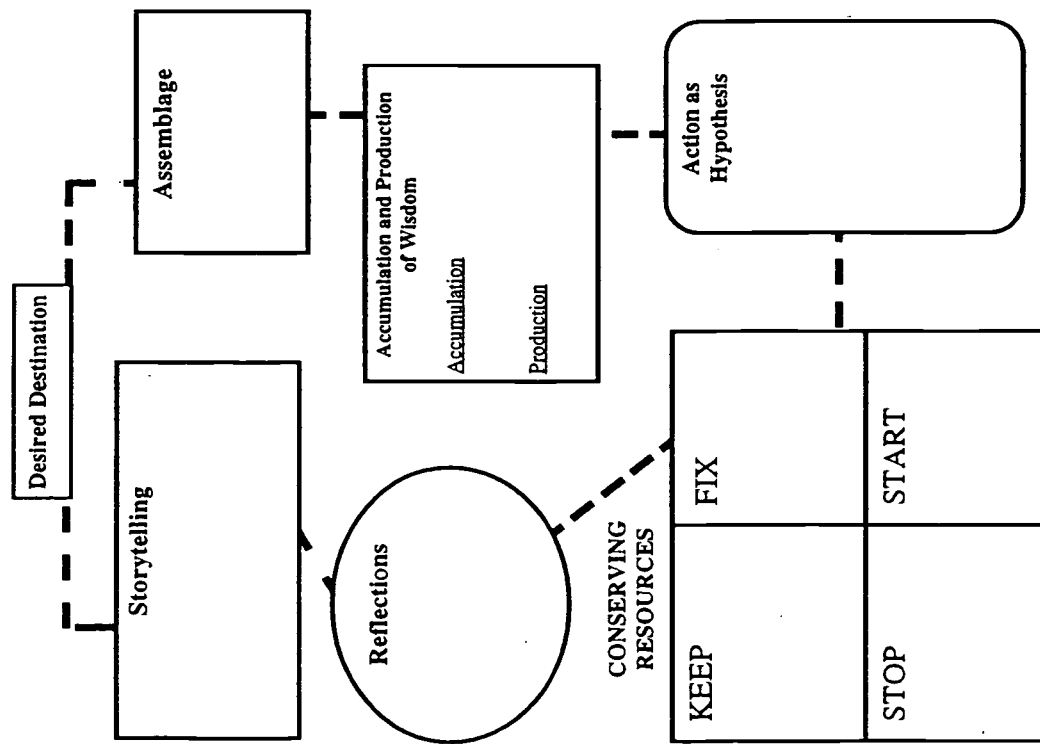 Desired Destination
Storytelling
Assemblage
Reflections
Accumulation and Production
of Wisdom
Accumulation
Production
CONSERVING
RESOURCES
KEEP
FIX
STOP
START
Action as
Hypothesis